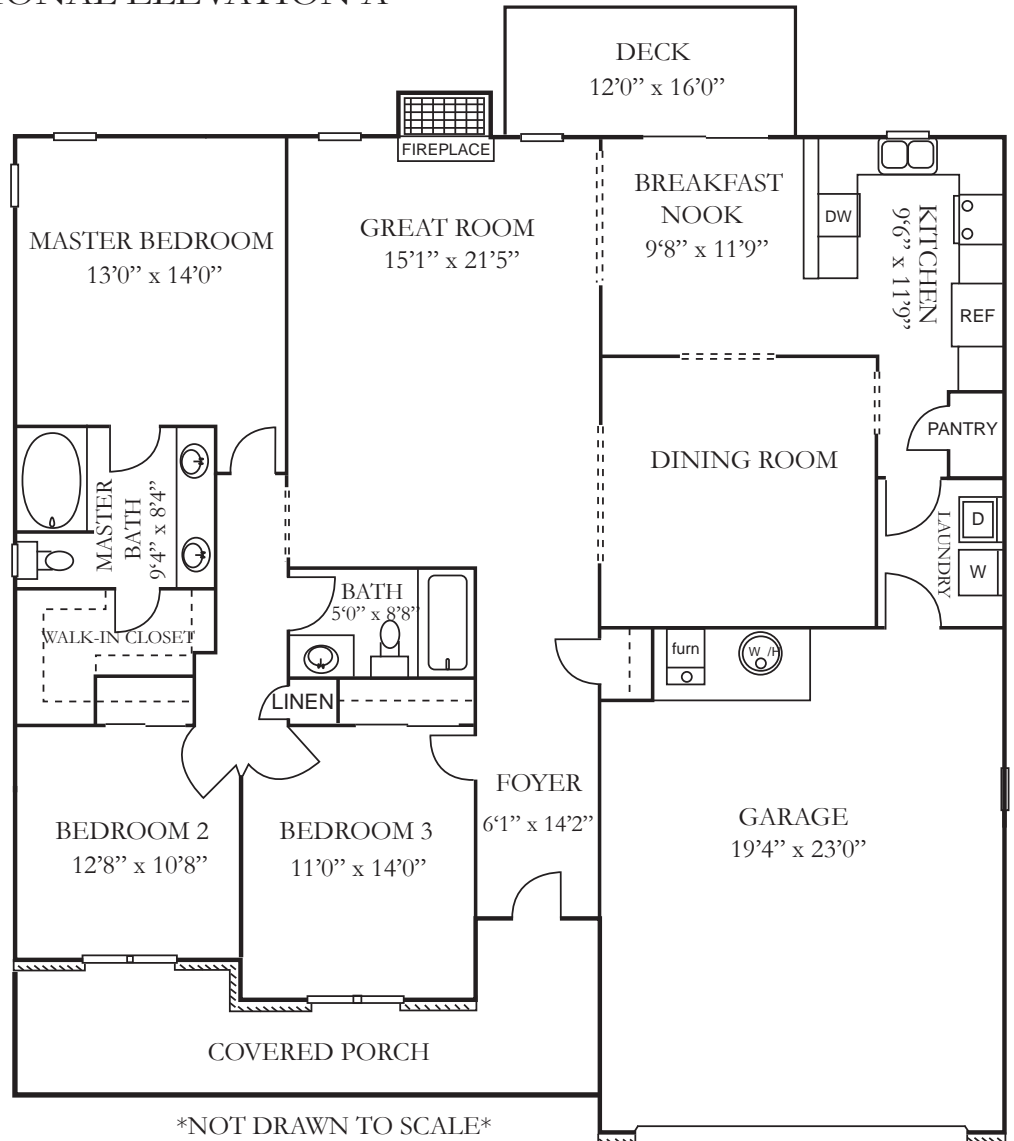 IONAL ELEVATION A
DECK
12’0” x 16’0”
FIREPLACE
MASTER BEDROOM
13’0” x 14’0”
GREAT ROOM
15’1” x 21’5”
BREAKFAST
NOOK
9‘8” x 11’9”
DW
KITCHEN
9‘6” x 11’9”
REF
PANTRY
DINING ROOM
MASTER
BATH
9‘4” x 8’4”
LAUNDRY
D
W
BATH
5‘0” x 8’8”
WALK-IN CLOSET
LINEN
furn
W /H
FOYER
6‘1” x 14’2”
BEDROOM 2
12’8” x 10’8”
BEDROOM 3
11’0” x 14’0”
GARAGE
19’4” x 23’0”
COVERED PORCH
*NOT DRAWN TO SCALE*